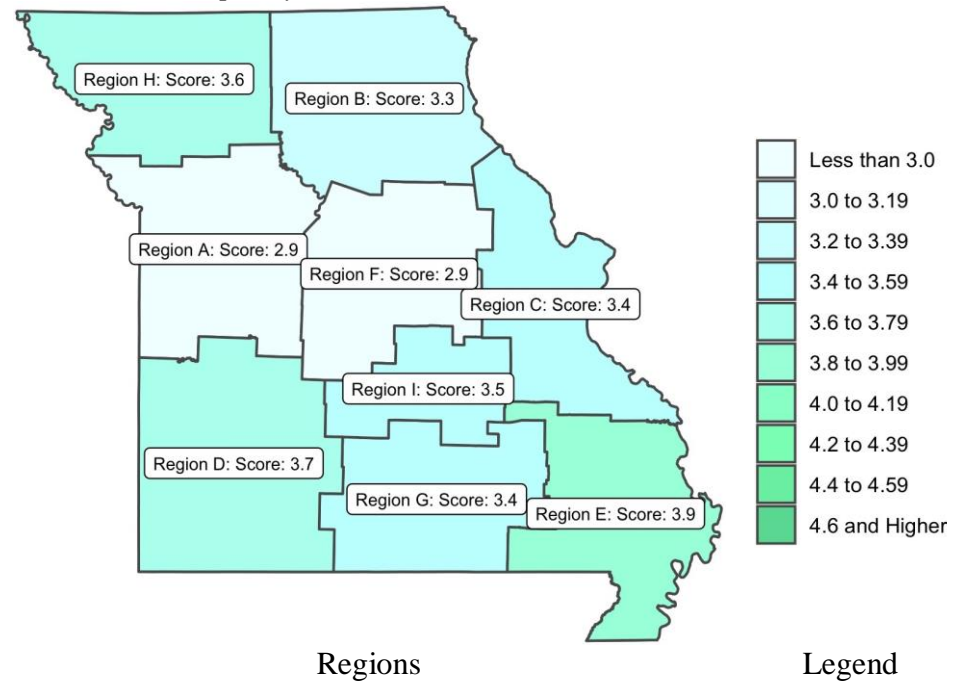 Region H: Score: 3.6
Region B: Score: 3.3
Region A: Score: 2.9
Region F: Score: 2.9
Region C: Score: 3.4
Region I: Score: 3.5
Region D: Score: 3.7
Region G: Score: 3.4
Region E: Score: 3.9
Less than 3.0
3.0 to 3.19
3.2 to 3.39
3.4 to 3.59
3.6 to 3.79
3.8 to 3.99
4.0 to 4.19
4.2 to 4.39
4.4 to 4.59
4.6 and Higher
Regions
Legend